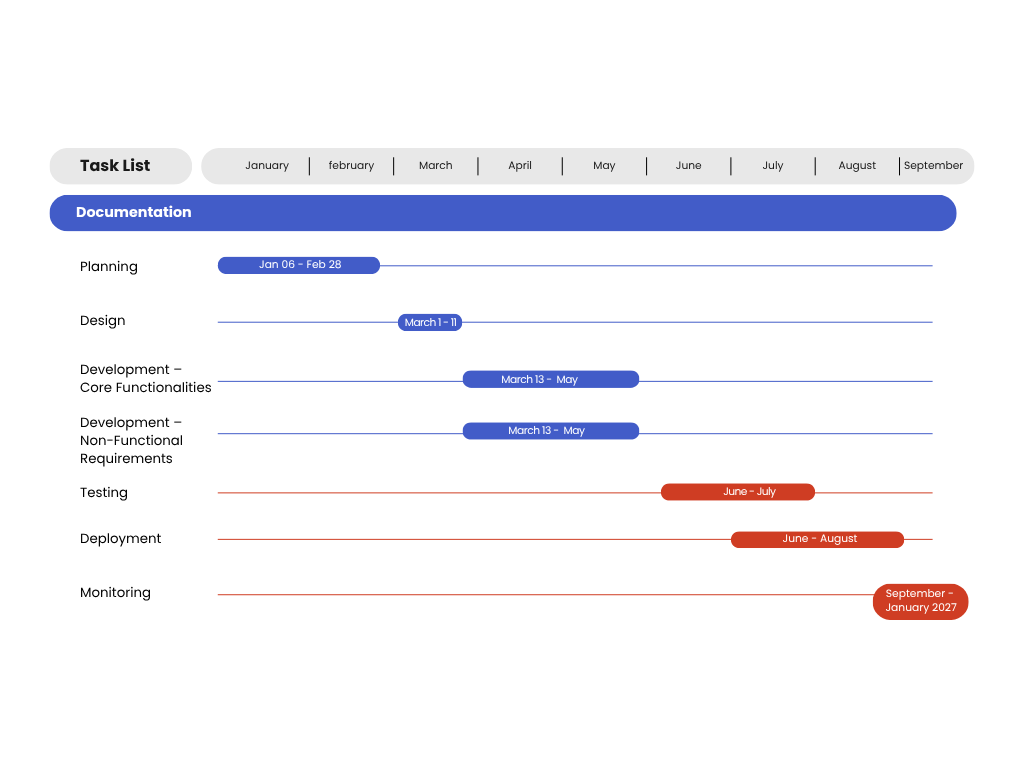 Task List
January february March April May June July August September
Documentation
Planning Jan 06 - Feb 28
Design March 1 - 11
Development –
Core Functionalities March 13 - May
Development –
Non-Functional March 13 - May
Requirements
Testing June - July
Deployment June - August
Monitoring September -
January 2027